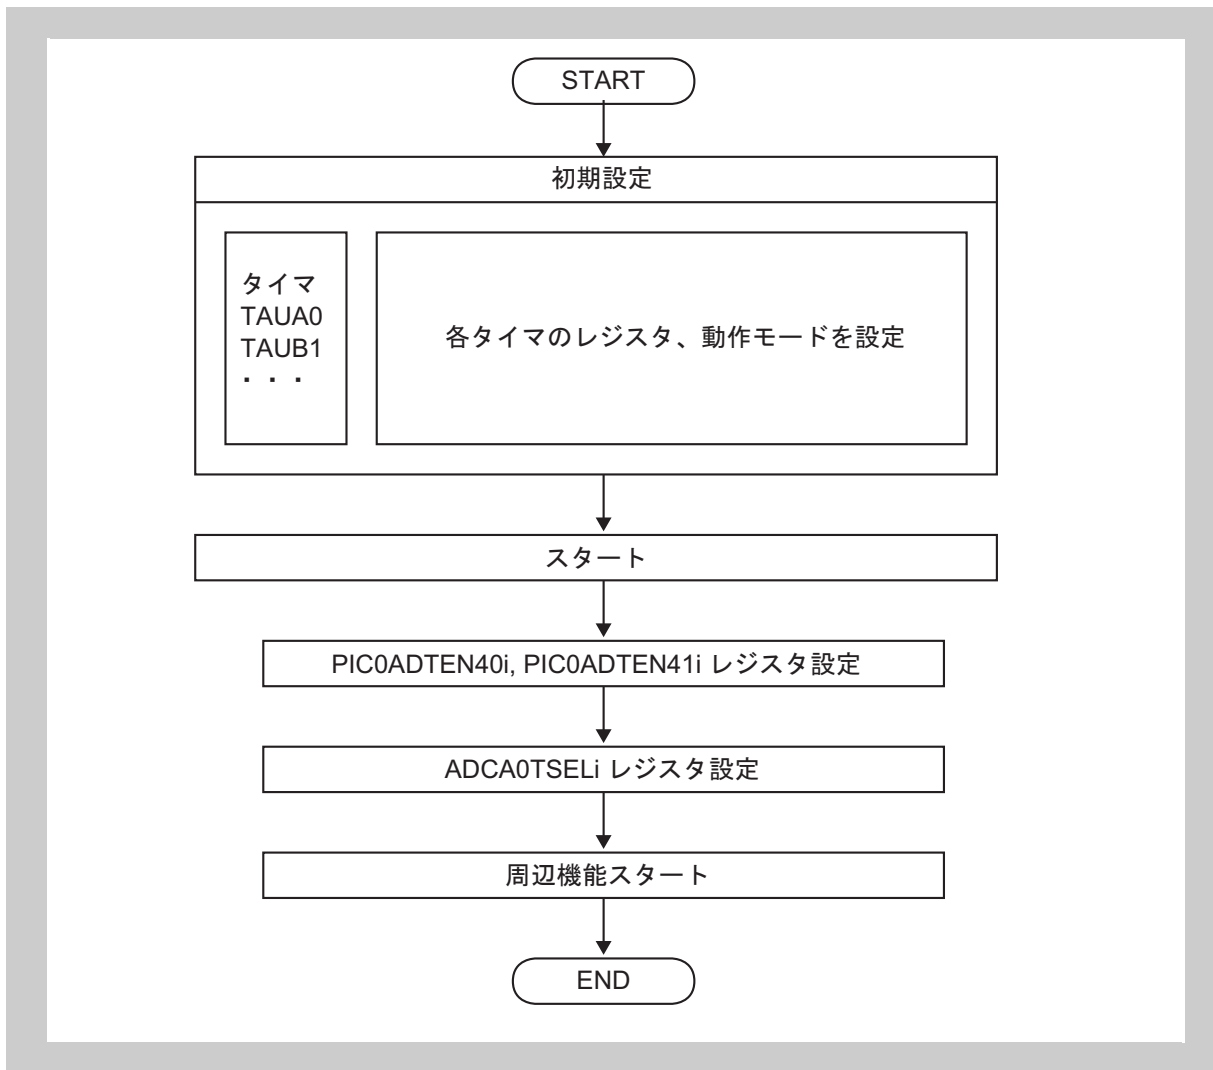 START
初期設定
タイマ
TAUA0
TAUB1
・・・
各タイマのレジスタ、動作モードを設定
スタート
PIC0ADTEN40i, PIC0ADTEN41i レジスタ設定
ADCA0TSELi レジスタ設定
周辺機能スタート
END